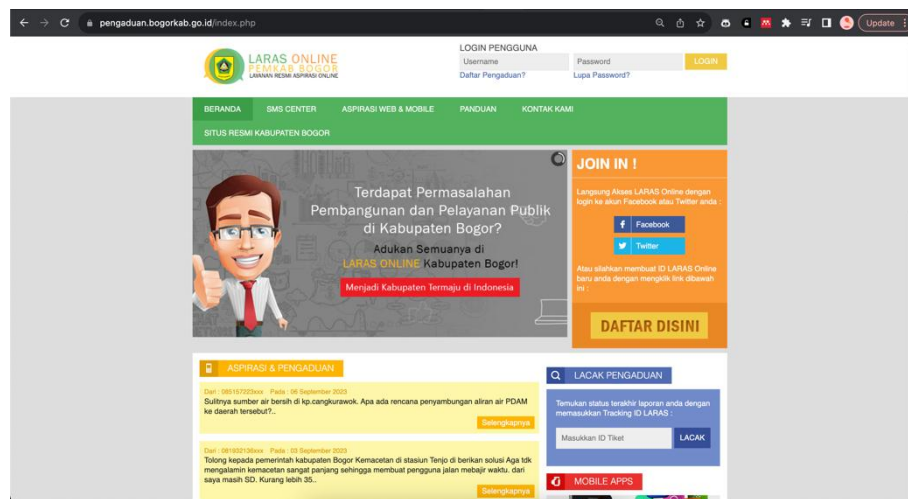 pengaduan.bogorkab.go.id/index.php
Update
LARAS ONLINE
PEMKAB BOGOR
LAYANAN RESMI ASPIRASI ONLINE
LOGIN PENGGUNA
Username
Password
LOGIN
Daftar Pengaduan?
Lupa Password?
BERANDA
SMS CENTER
ASPIRASI WEB & MOBILE
PANDUAN
KONTAK KAMI
SITUS RESMI KABUPATEN BOGOR
Terdapat Permasalahan
Pembangunan dan Pelayanan Publik
di Kabupaten Bogor?
Adukan Semuanya di
LARAS ONLINE Kabupaten Bogor!
Menjadi Kabupaten Termaju di Indonesia
JOIN IN !
Langsung Akses LARAS Online dengan
login ke akun Facebook atau Twitter anda :
Facebook
Twitter
Atau silahkan membuat ID LARAS Online
baru anda dengan mengklik link dibawah
ini :
DAFTAR DISINI
ASPIRASI & PENGADUAN
Dari : 085157223xxx Pada : 06 September 2023
Sulitnya sumber air bersih di kp.cangkurawok. Apa ada rencana penyambungan aliran air PDAM
ke daerah tersebut?..
Selengkapnya
Dari : 081932136xxx Pada : 03 September 2023
Tolong kepada pemerintah kabupaten Bogor Kemacetan di stasiun Tenjo di berikan solusi Aga tdk
mengalamin kemacetan sangat panjang sehingga membuat pengguna jalan mebajir waktu. dari
saya masih SD. Kurang lebih 35..
Selengkapnya
LACAK PENGADUAN
Temukan status terakhir laporan anda dengan
memasukkan Tracking ID LARAS :
Masukkan ID Tiket
LACAK
MOBILE APPS